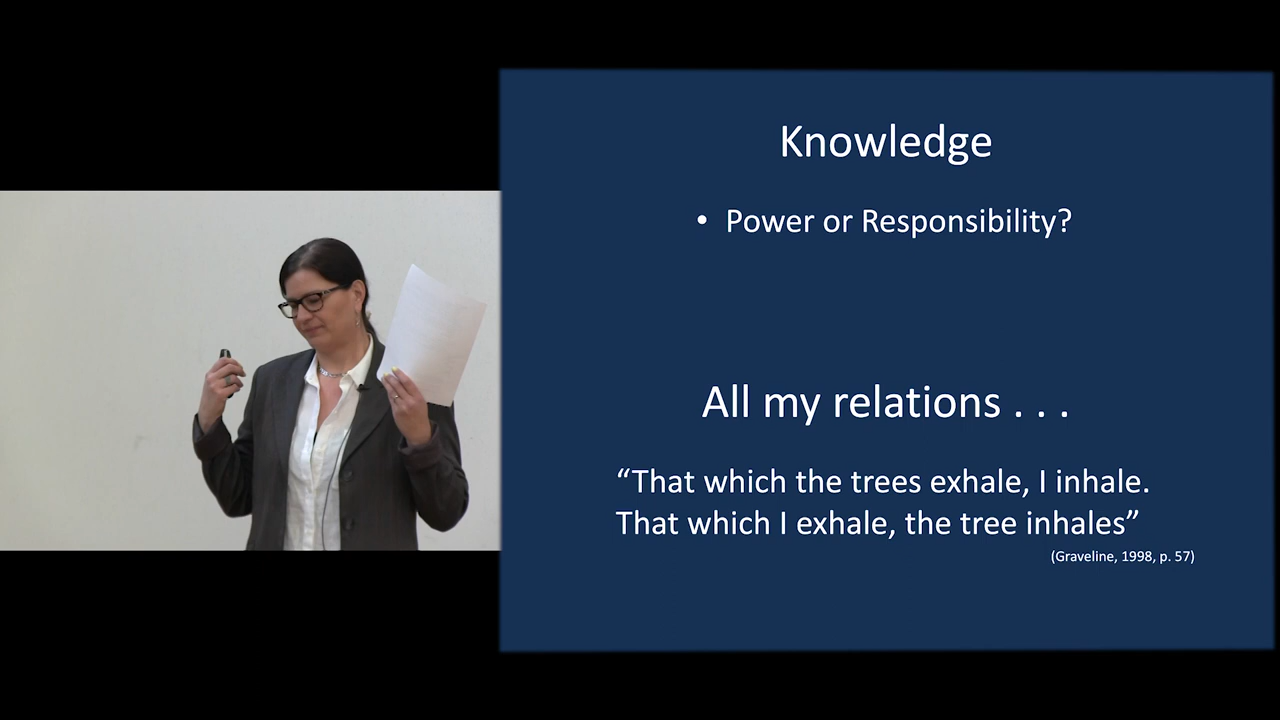 Knowledge
• Power or Responsibility?
All my relations . . .
“That which the trees exhale, I inhale.
That which I exhale, the tree inhales”
(Graveline, 1998, p. 57)